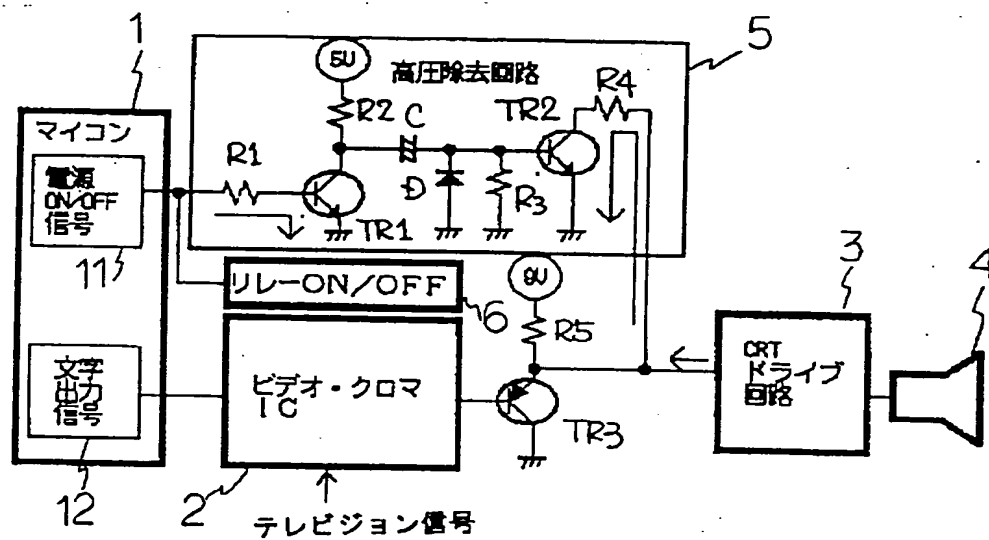 1
5
5V
高圧除去回路
R4
R2
C
TR2
マイコン
R1
電源
ON/OFF
信号
D
R3
TR1
11
9V
3
4
リレーON/OFF
6
R5
CRT
ドライブ
回路
文字
出力
信号
ビデオ・クロマ
IC
TR3
12
2
テレビジョン信号